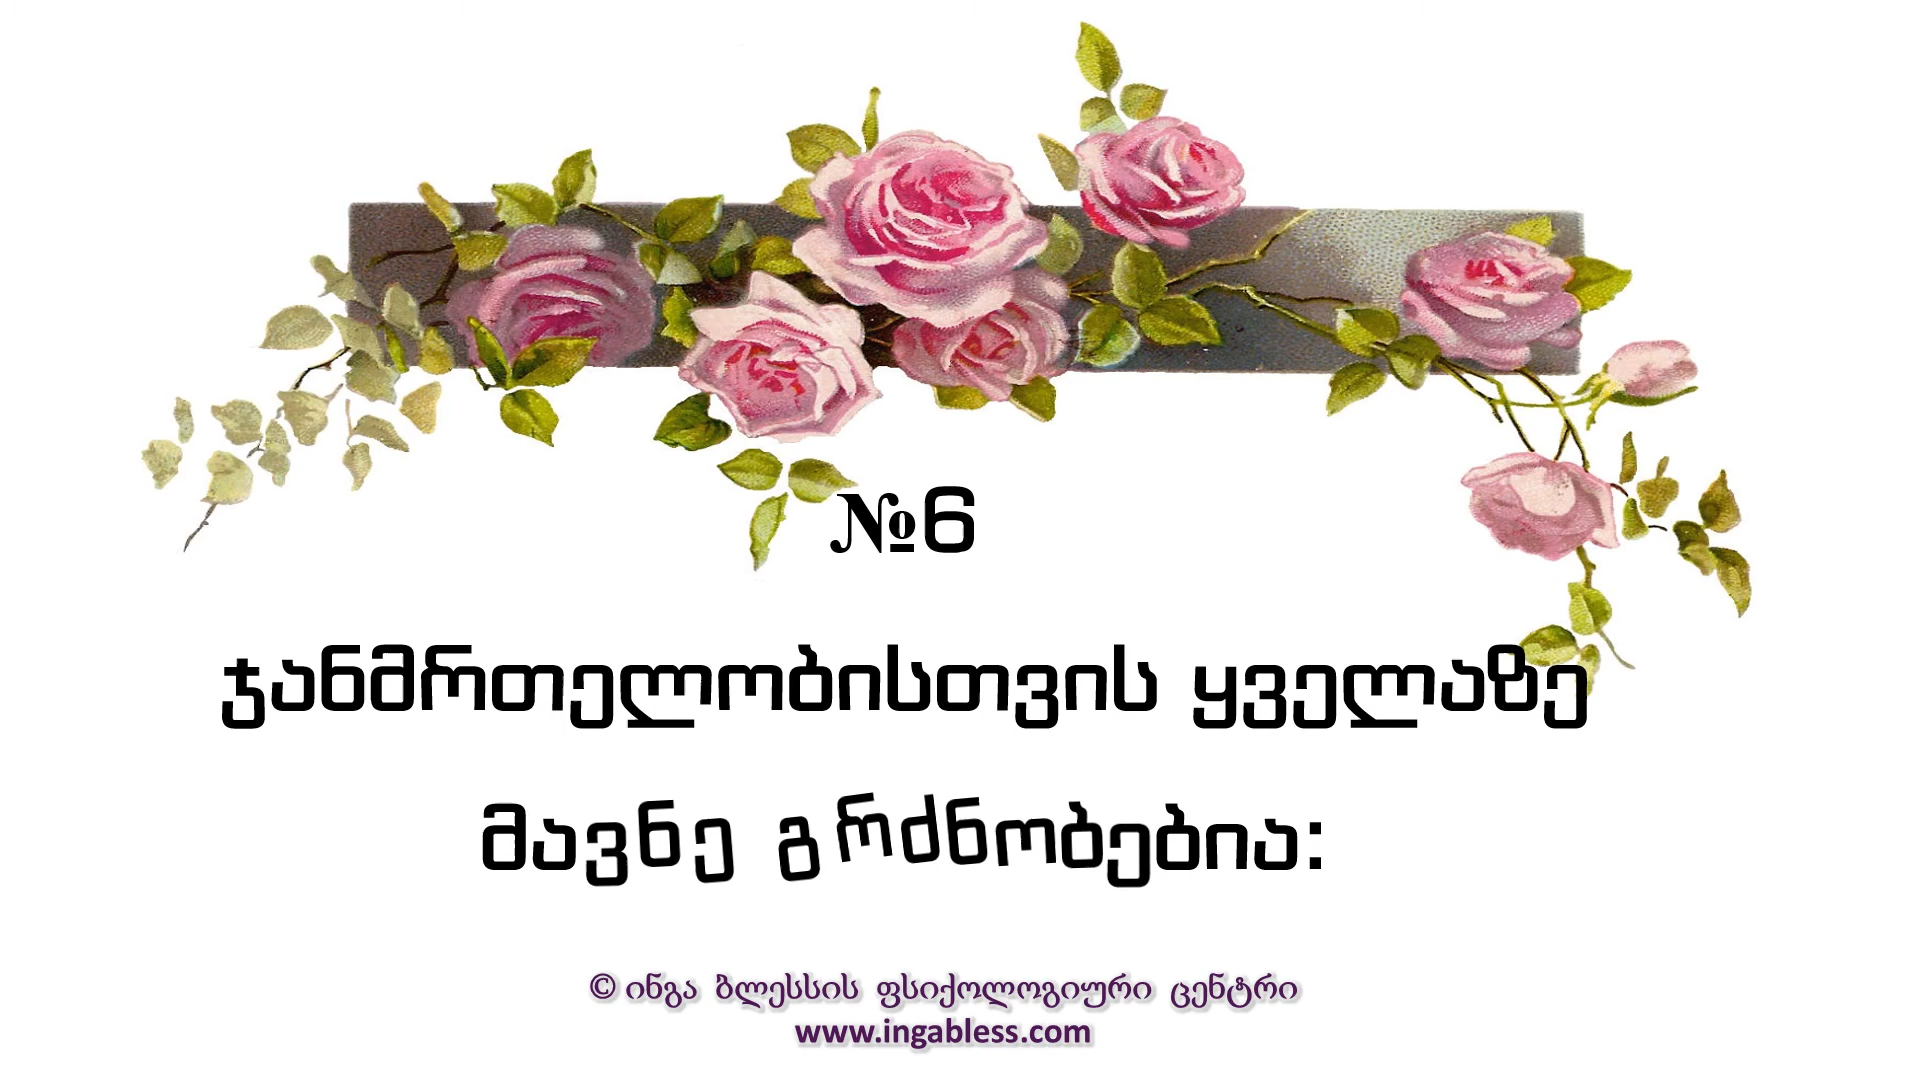 №6
ჯანმრთელობისთვის ყველაზე
მავნე გრძნობებია:
© ინგა ბლესსის ფსიქოლოგიური ცენტრი
www.ingabless.com